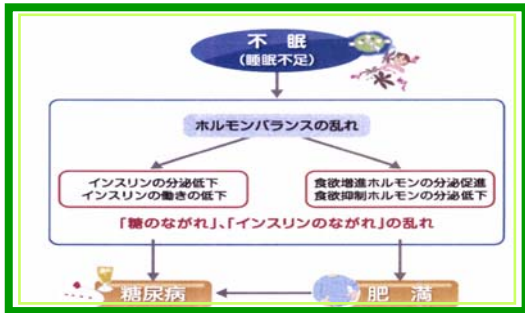 不 眠
(睡眠不足)
ホルモンバランスの乱れ
インスリンの分泌低下
インスリンの働きの低下
食欲増進ホルモンの分泌促進
食欲抑制ホルモンの分泌低下
「糖のながれ」、「インスリンのながれ」の乱れ
糖尿病
肥 満